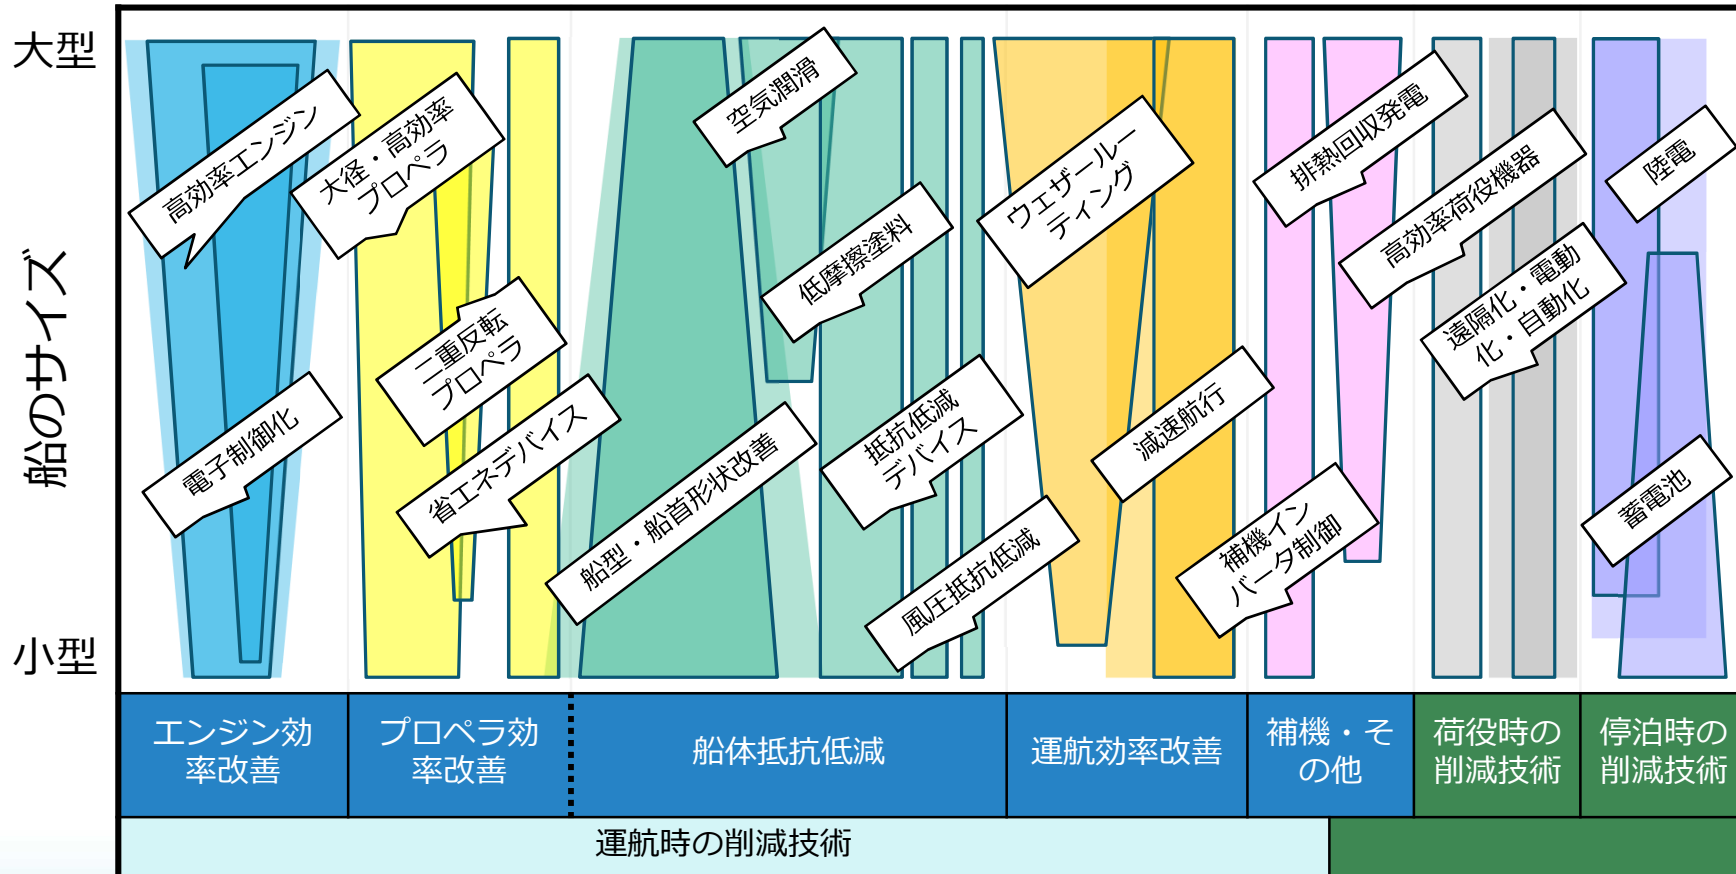 大型
船のサイズ
小型
高効率エンジン
電子制御化
大径・高効率
プロペラ
二重反転
プロペラ
省エネデバイス
船型・船首形状改善
空気潤滑
低摩擦塗料
抵抗低減
デバイス
風圧抵抗低減
ウェザールー
ティング
減速航行
補機イン
バータ制御
排熱回収発電
高効率荷役機器
遠隔化・電動
化・自動化
陸電
蓄電池
エンジン効
率改善
プロペラ効
率改善
船体抵抗低減
運航効率改善
補機・そ
の他
荷役時の
削減技術
停泊時の
削減技術
運航時の削減技術